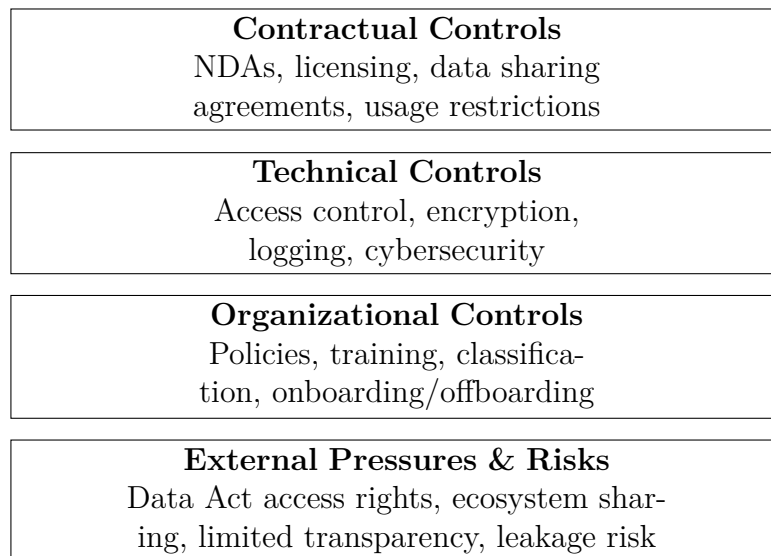 Contractual Controls
NDAs, licensing, data sharing
agreements, usage restrictions
Technical Controls
Access control, encryption,
logging, cybersecurity
Organizational Controls
Policies, training, classifica-
tion, onboarding/offboarding
External Pressures & Risks
Data Act access rights, ecosystem shar-
ing, limited transparency, leakage risk